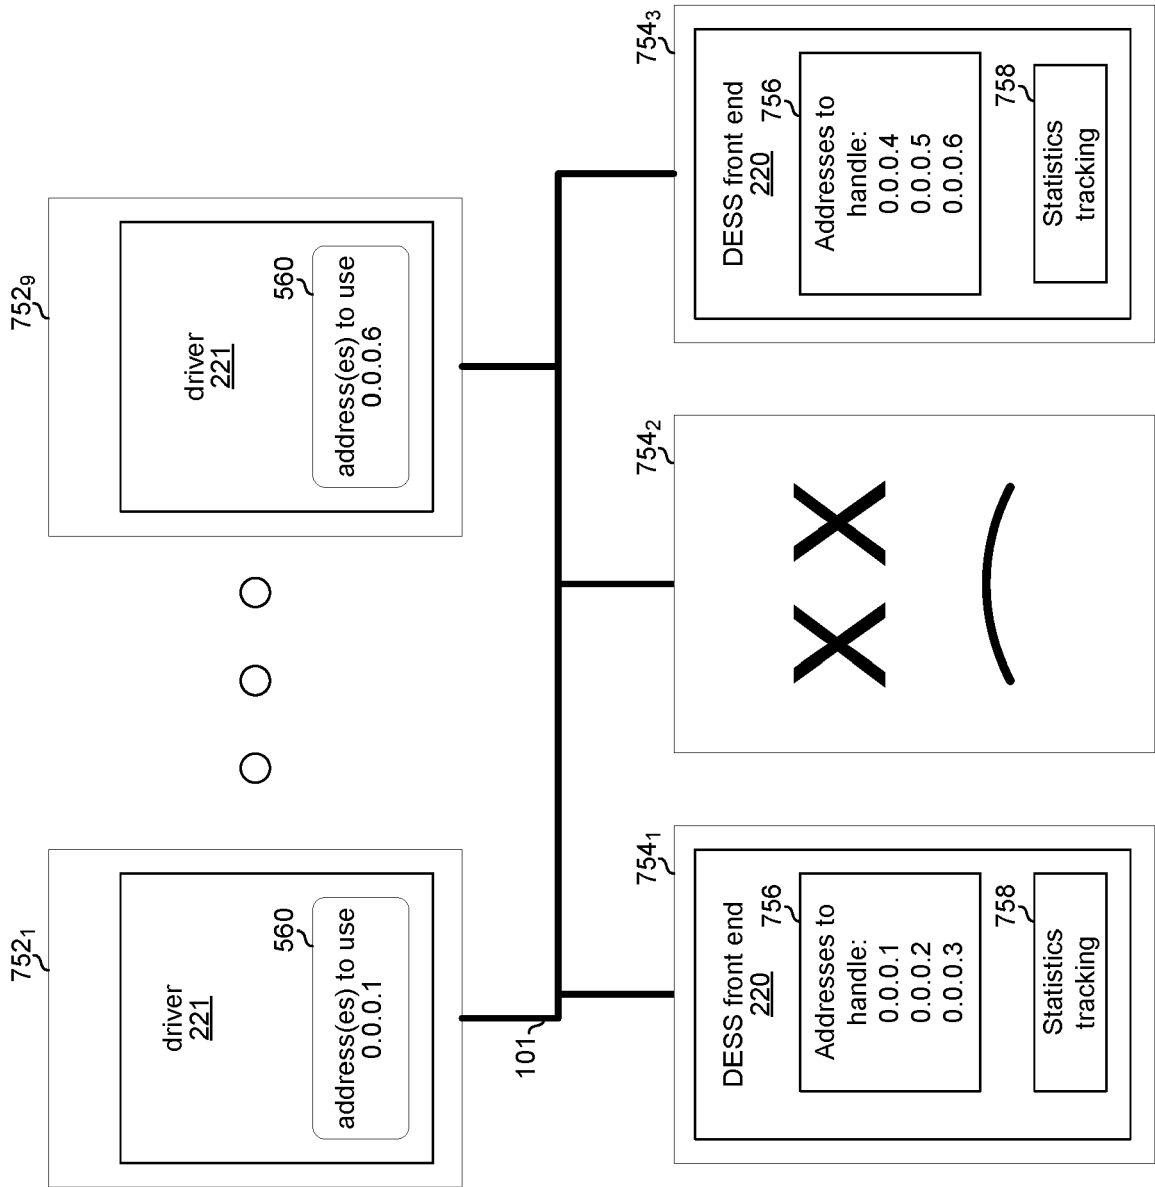 752₁
driver
221
560
address(es) to use
0.0.0.1
752₉
driver
221
560
address(es) to use
0.0.0.6
101
754₁
DESS front end
220
756
Addresses to
handle:
0.0.0.1
0.0.0.2
0.0.0.3
758
Statistics
tracking
754₂
X X
754₃
DESS front end
220
756
Addresses to
handle:
0.0.0.4
0.0.0.5
0.0.0.6
758
Statistics
tracking